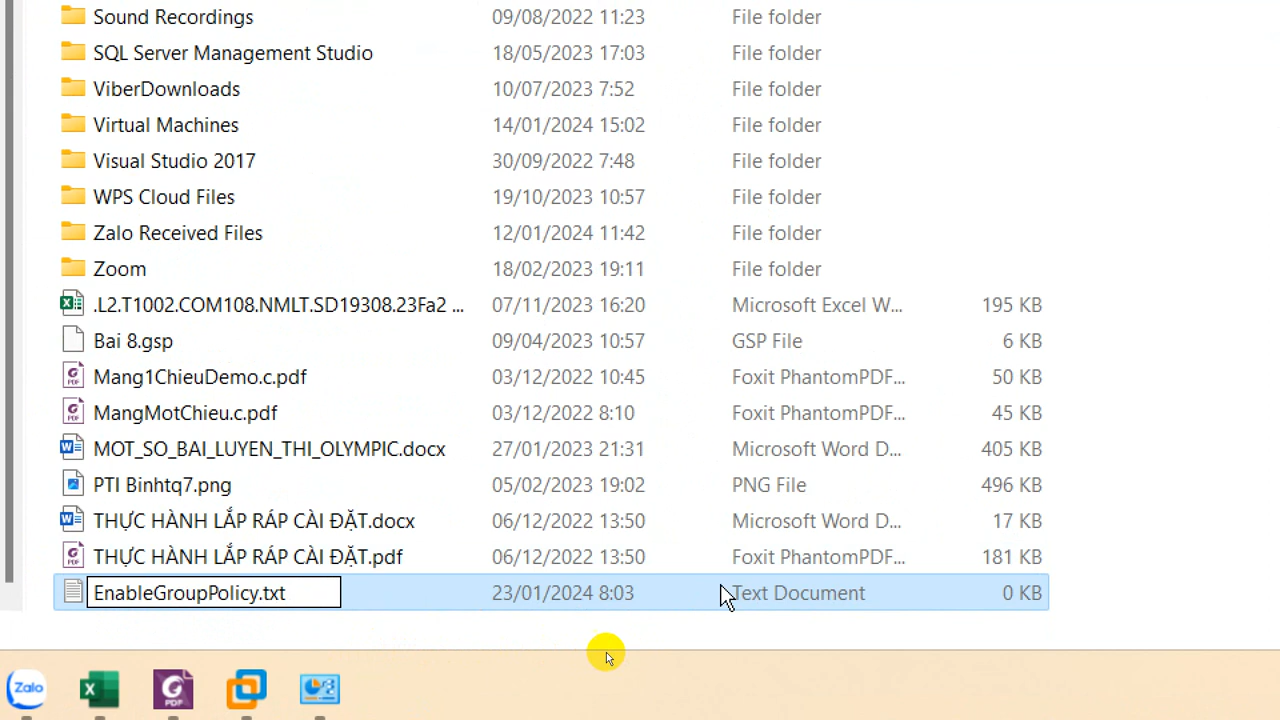 Sound Recordings 09/08/2022 11:23 File folder
SQL Server Management Studio 18/05/2023 17:03 File folder
ViberDownloads 10/07/2023 7:52 File folder
Virtual Machines 14/01/2024 15:02 File folder
Visual Studio 2017 30/09/2022 7:48 File folder
WPS Cloud Files 19/10/2023 10:57 File folder
Zalo Received Files 12/01/2024 11:42 File folder
Zoom 18/02/2023 19:11 File folder
.L2.T1002.COM108.NMLT.SD19308.23Fa2 ... 07/11/2023 16:20 Microsoft Excel W... 195 KB
Bai 8.gsp 09/04/2023 10:57 GSP File 6 KB
Mang1ChieuDemo.c.pdf 03/12/2022 10:45 Foxit PhantomPDF... 50 KB
MangMotChieu.c.pdf 03/12/2022 8:10 Foxit PhantomPDF... 45 KB
MOT_SO_BAI_LUYEN_THI_OLYMPIC.docx 27/01/2023 21:31 Microsoft Word D... 405 KB
PTI Binhtq7.png 05/02/2023 19:02 PNG File 496 KB
THỰC HÀNH LẮP RÁP CÀI ĐẶT.docx 06/12/2022 13:50 Microsoft Word D... 17 KB
THỰC HÀNH LẮP RÁP CÀI ĐẶT.pdf 06/12/2022 13:50 Foxit PhantomPDF... 181 KB
EnableGroupPolicy.txt 23/01/2024 8:03 Text Document 0 KB
Zalo
PDF